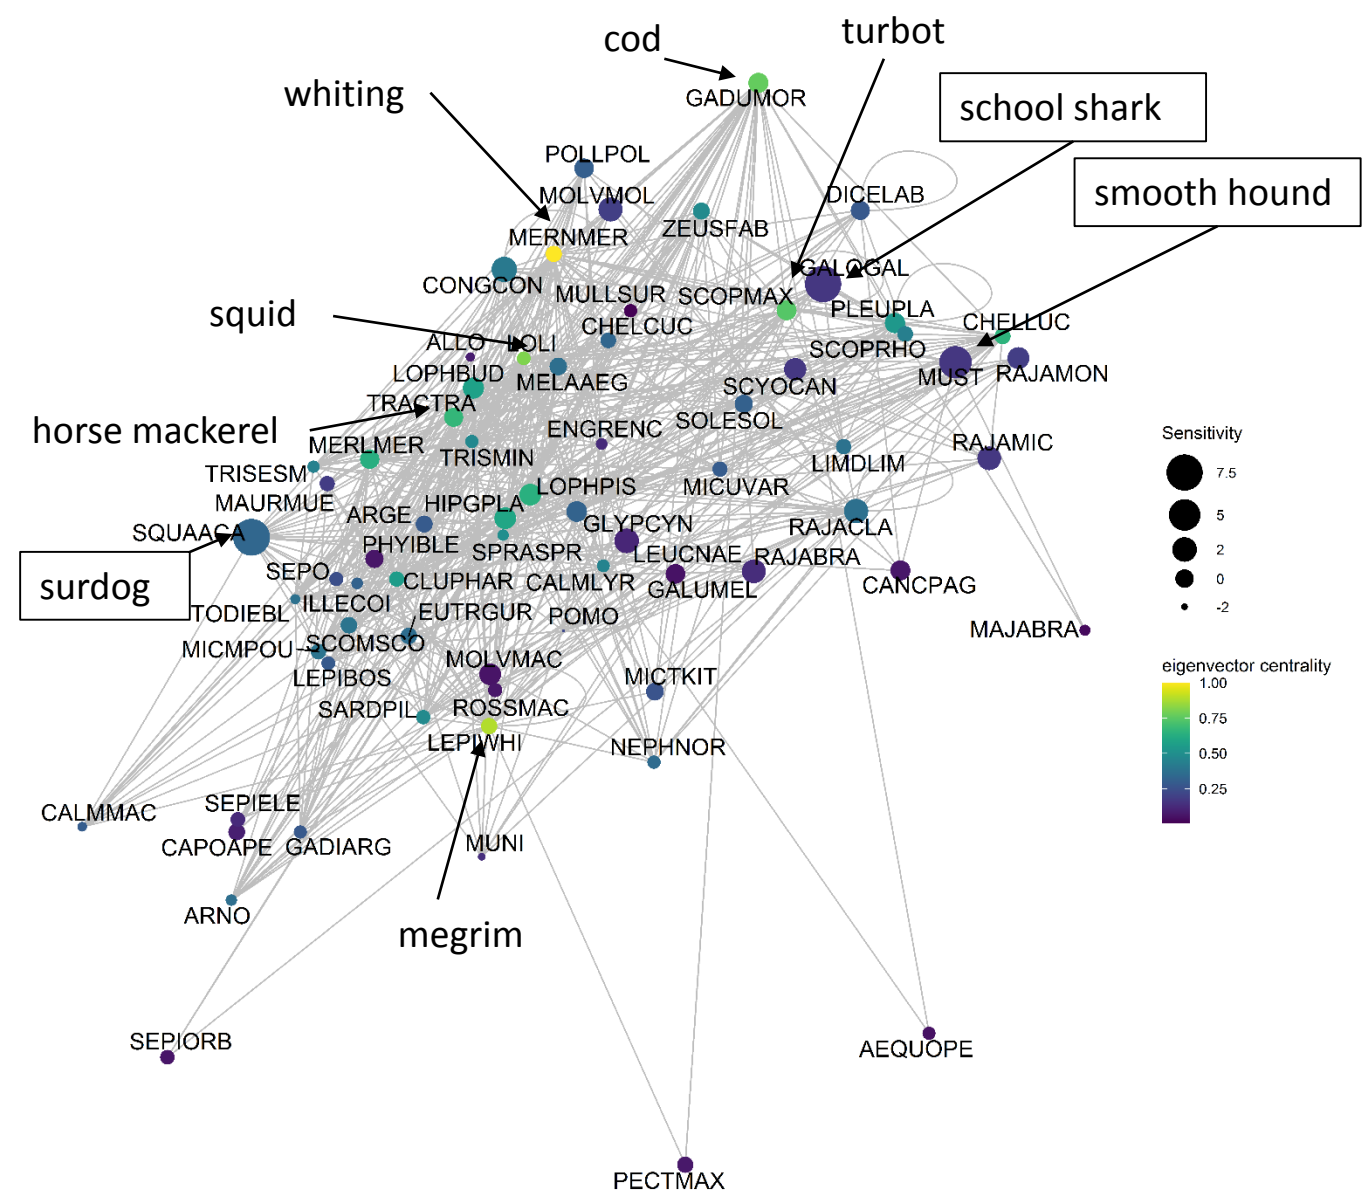 cod
turbot
whiting
GADUMOR
school shark
POLLPOL
MOLVMOL
DICELAB
smooth hound
ZEUSFAB
MERNMER
GALOGAL
CONGCON
MULLSUR
SCOPMAX
PLEUPLA
squid
CHELCUC
CHELLUC
ALLO
LOLI
SCOPRHO
LOPHBUD
MELAAEG
SCYOCAN
MUST
RAJAMON
TRACTRA
SOLESOL
horse mackerel
ENGRENC
MERLMER
TRISMIN
LIMDLIM
RAJAMIC
Sensitivity
7.5
5
2
0
-2
TRISESM
MAURMUE
LOPHPIS
MICUVAR
HIPGPLA
ARGE
GLYPCYN
RAJACLA
SQUAACA
PHYIBLE
SPRASPR
LEUCNAE
RAJABRA
surdog
SEPO
CLUPHAR
CALMLYR
GALUMEL
CANCPAG
TODIEBL
ILLECOI
EUTRGUR
POMO
MAJABRA
MICMPOU
SCOMSCO
LEPIBOS
MOLVMAC
MICTKIT
eigenvector centrality
1.00
0.75
0.50
0.25
SARDPIL
ROSSMAC
LEPIWHI
NEPHNOR
CALMMAC
SEPIELE
CAPOAPE
GADIARG
MUNI
ARNO
megrim
SEPIORB
AEQUOPE
PECTMAX